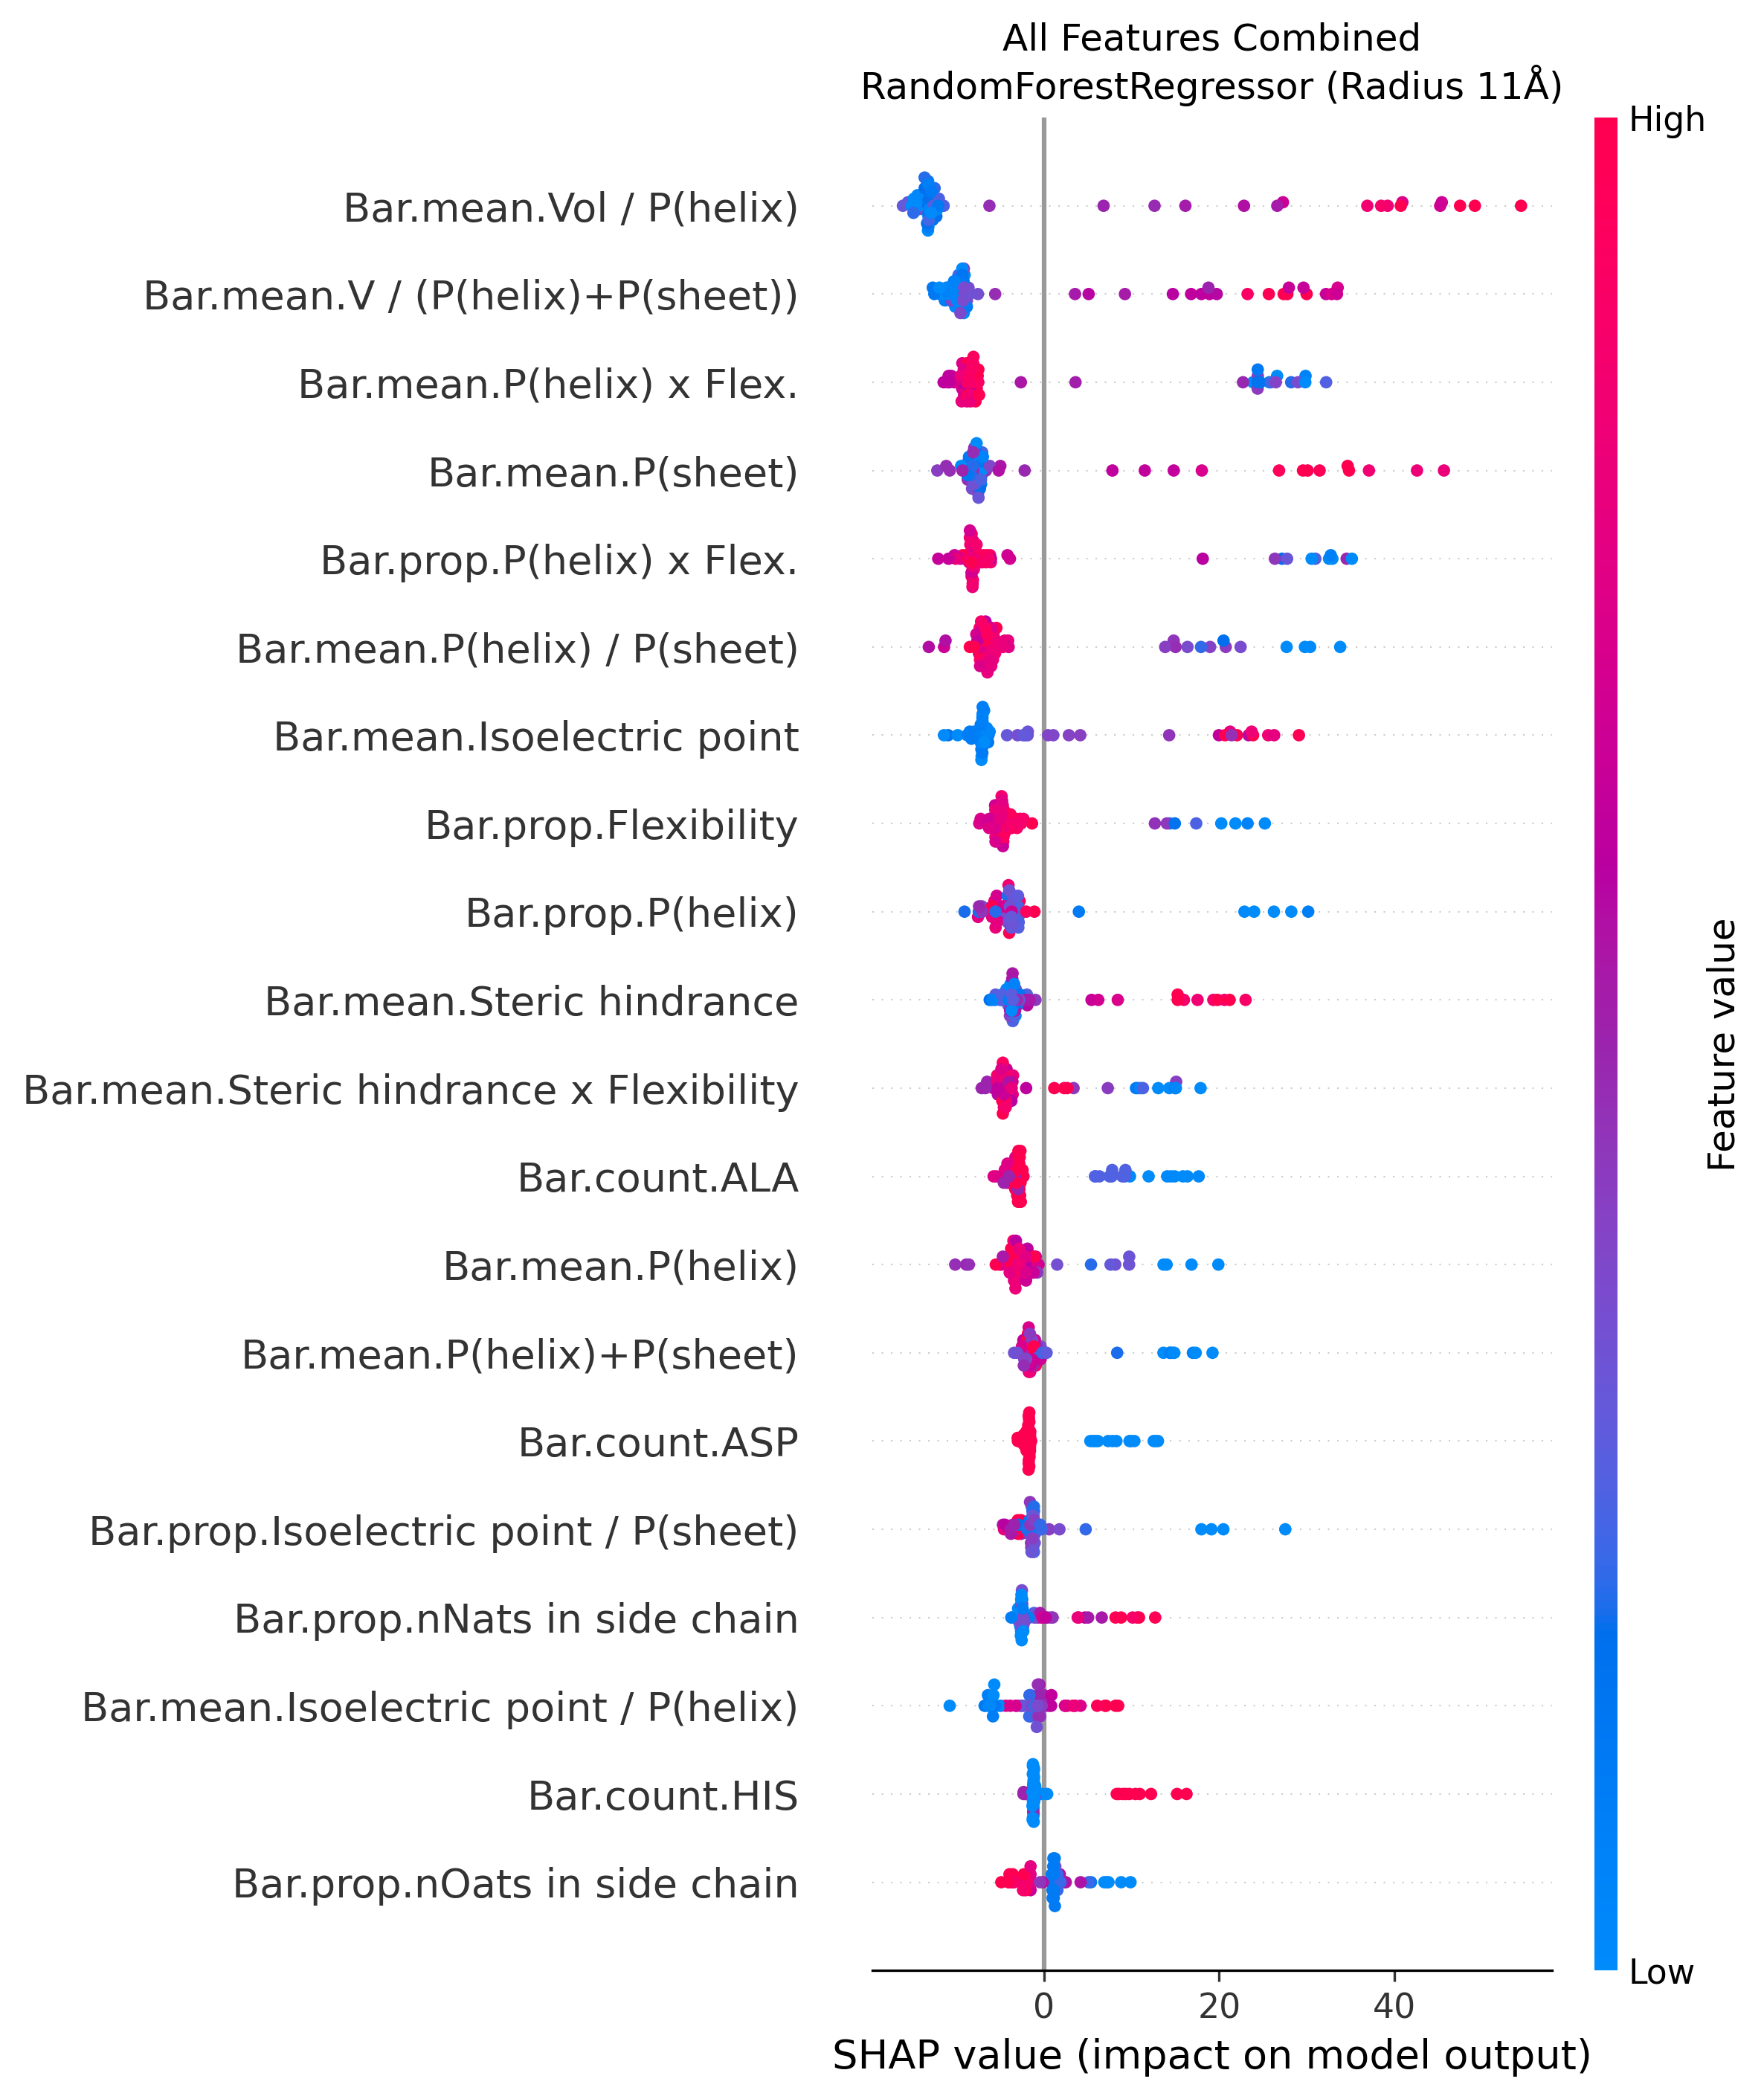 All Features Combined
RandomForestRegressor (Radius 11Å)
High
Bar.mean.Vol / P(helix)
Bar.mean.V / (P(helix)+P(sheet))
Bar.mean.P(helix) x Flex.
Bar.mean.P(sheet)
Bar.prop.P(helix) x Flex.
Bar.mean.P(helix) / P(sheet)
Bar.mean.Isoelectric point
Bar.prop.Flexibility
Bar.prop.P(helix)
Bar.mean.Steric hindrance
Bar.mean.Steric hindrance x Flexibility
Bar.count.ALA
Bar.mean.P(helix)
Bar.mean.P(helix)+P(sheet)
Bar.count.ASP
Bar.prop.Isoelectric point / P(sheet)
Bar.prop.nNats in side chain
Bar.mean.Isoelectric point / P(helix)
Bar.count.HIS
Bar.prop.nOats in side chain
Feature value
Low
0 20 40
SHAP value (impact on model output)